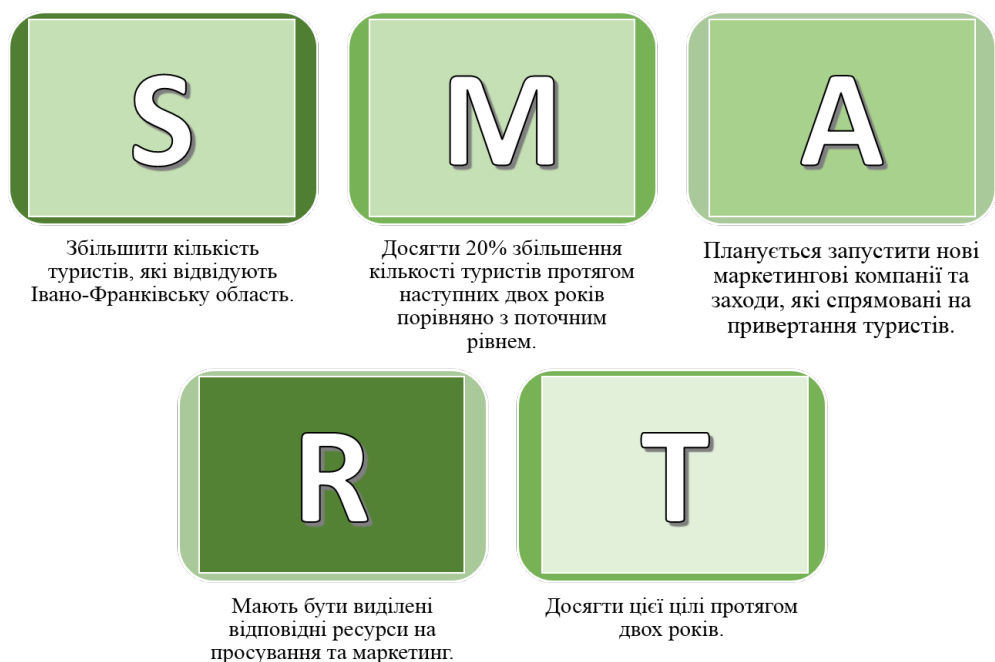 S
M
A
Збільшити кількість
туристів, які відвідують
Івано-Франківську область.
Досягти 20% збільшення
кількості туристів протягом
наступних двох років
порівняно з поточним
рівнем.
Планується запустити нові
маркетингові компанії та
заходи, які спрямовані на
привертання туристів.
R
T
Мають бути виділені
відповідні ресурси на
просування та маркетинг.
Досягти цієї цілі протягом
двох років.